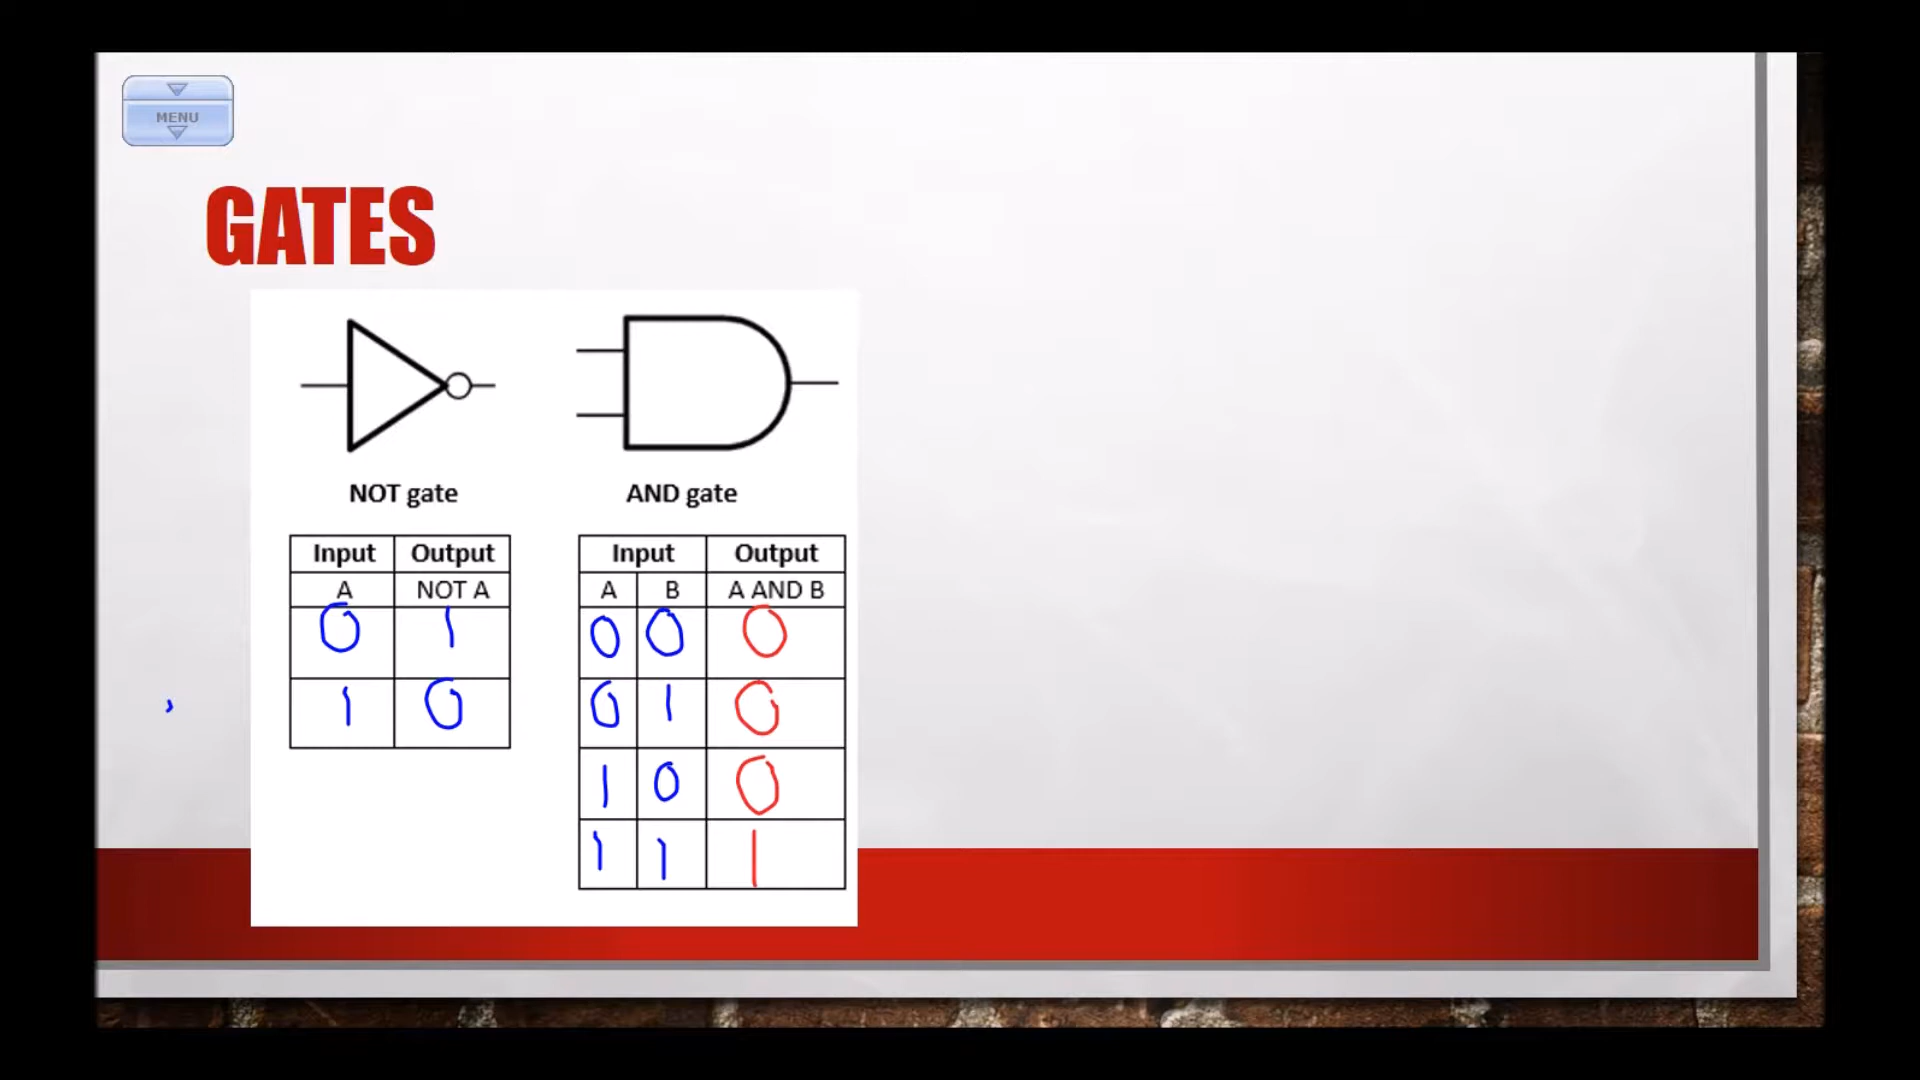 MENU
GATES
NOT gate AND gate
Input Output Input Output
A NOT A A B A AND B
0 1 0 0 0
1 0 0 1 0
1 0 0
1 1 1